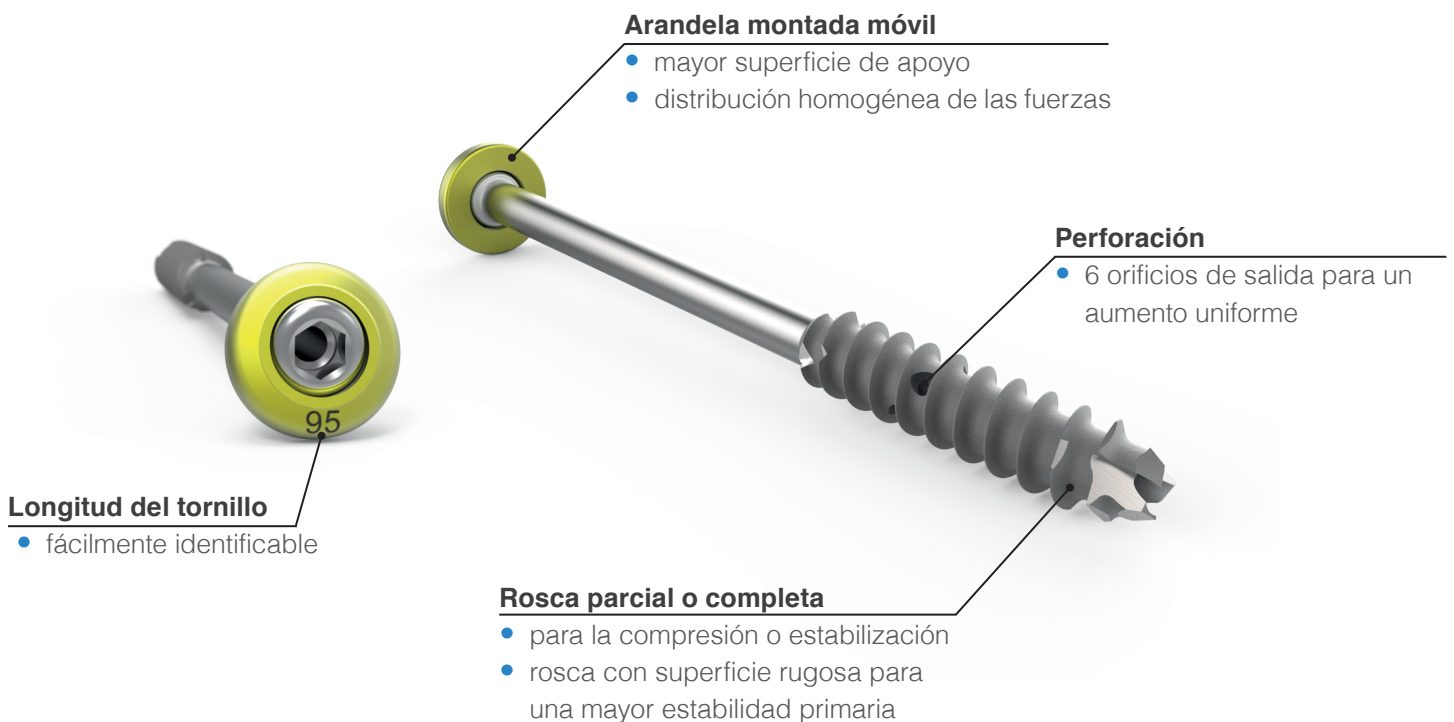 Arandela montada móvil
• mayor superficie de apoyo
• distribución homogénea de las fuerzas
Perforación
• 6 orificios de salida para un
aumento uniforme
95
Longitud del tornillo
• fácilmente identificable
Rosca parcial o completa
• para la compresión o estabilización
• rosca con superficie rugosa para
una mayor estabilidad primaria